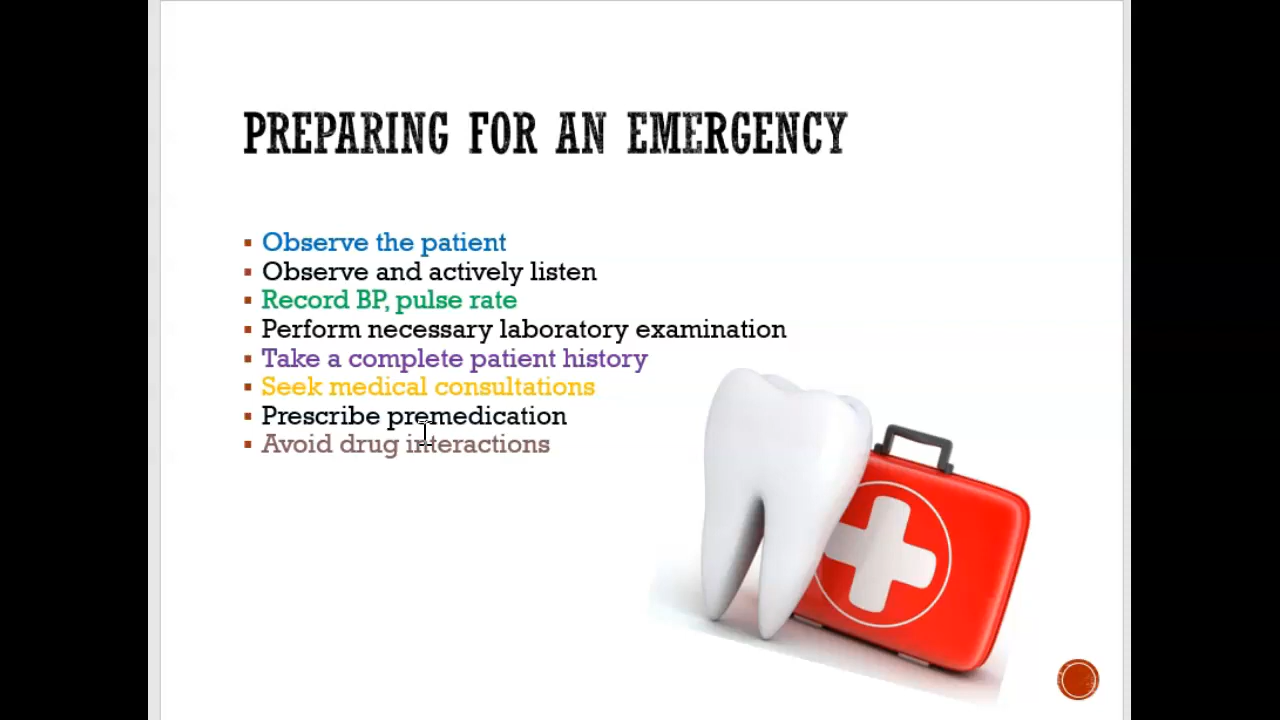 PREPARING FOR AN EMERGENCY
Observe the patient
Observe and actively listen
Record BP, pulse rate
Perform necessary laboratory examination
Take a complete patient history
Seek medical consultations
Prescribe premedication
Avoid drug interactions